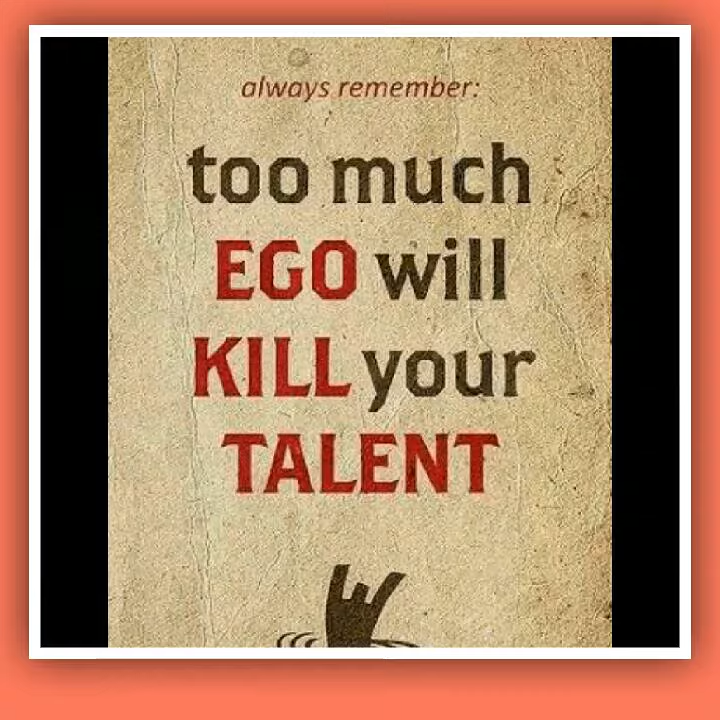 always remember:
too much
EGO will
KILL your
TALENT